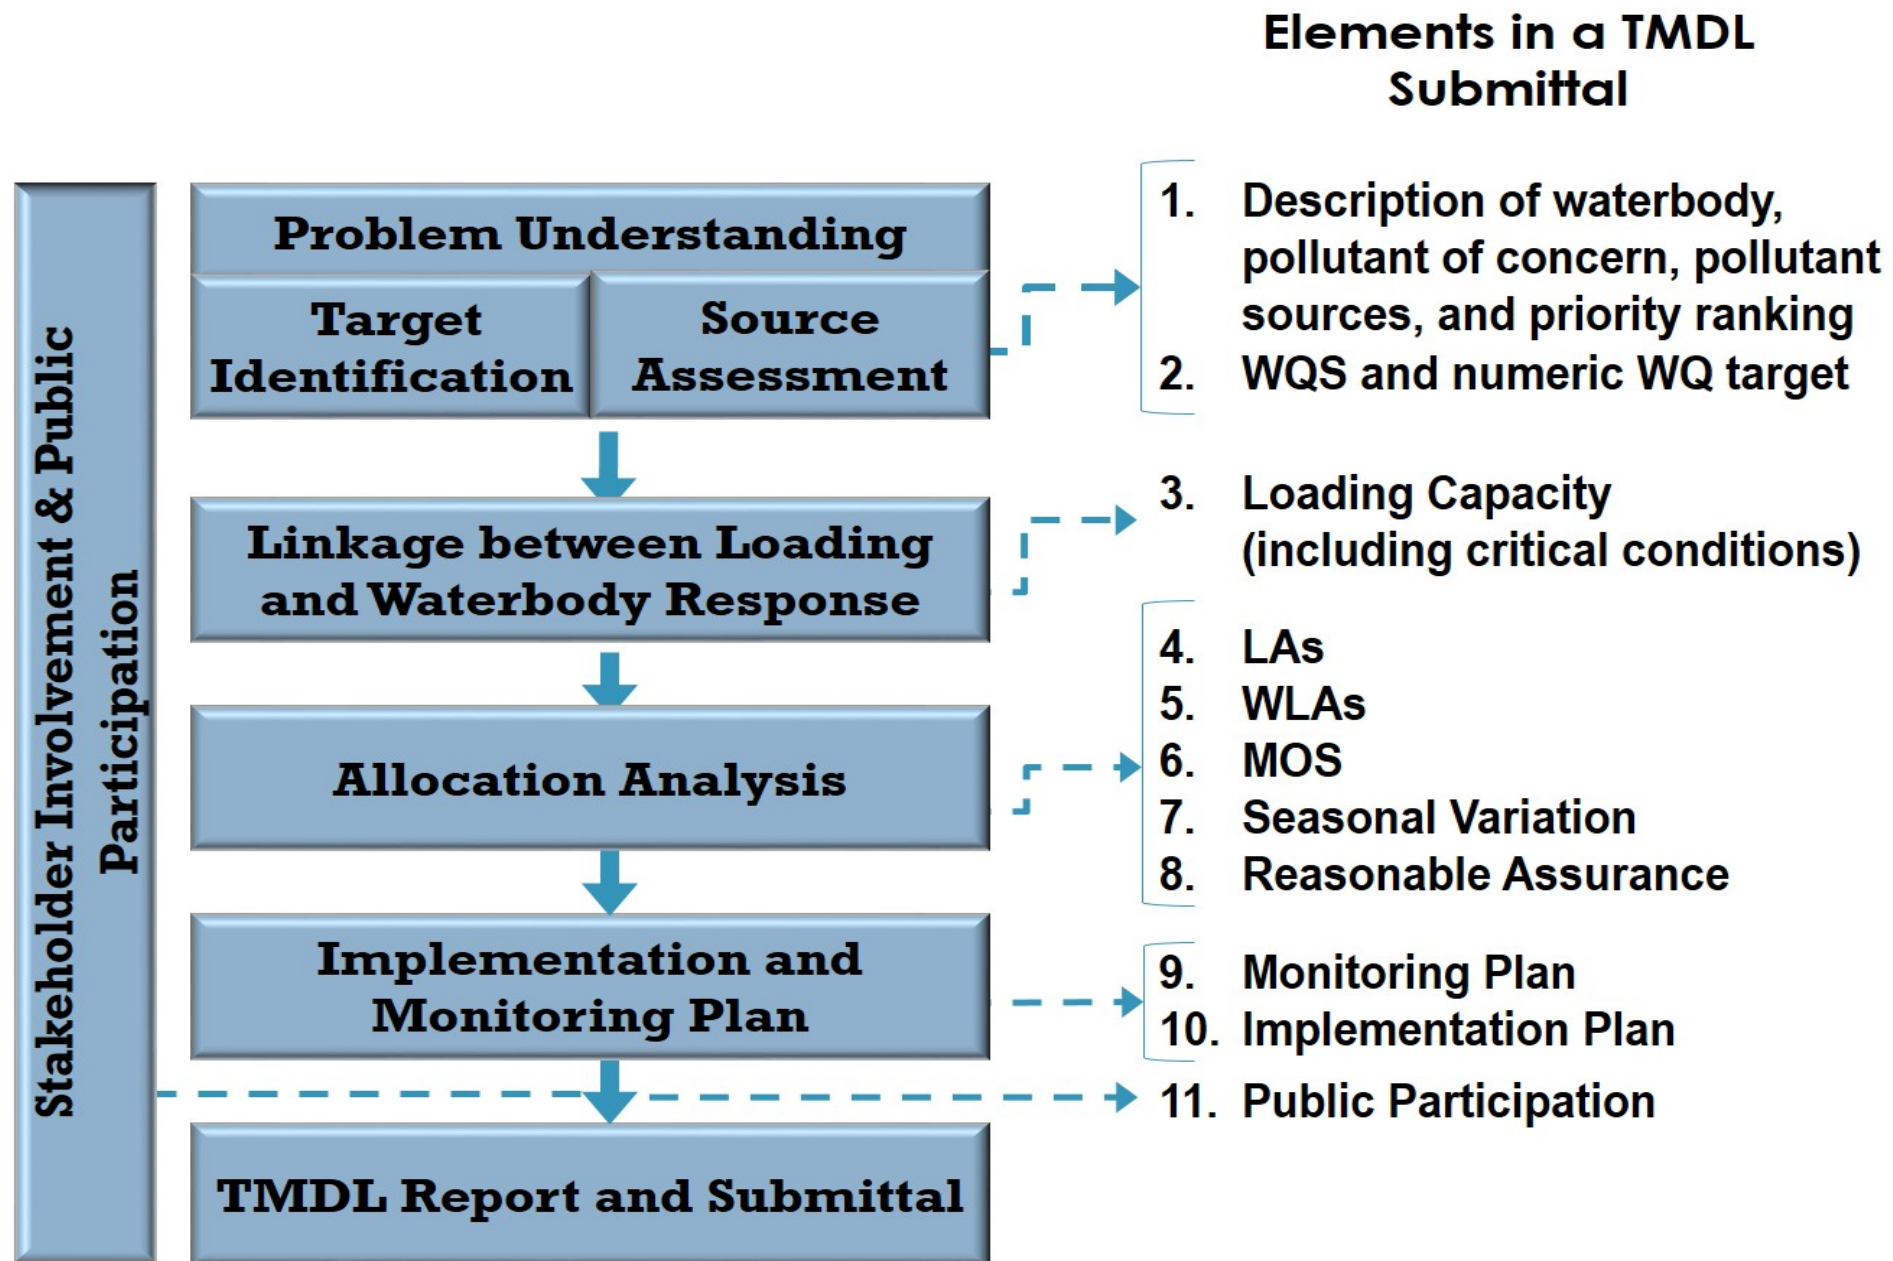 Elements in a TMDL
Submittal
Stakeholder Involvement & Public
Participation
Problem Understanding
Target
Identification
Source
Assessment
Linkage between Loading
and Waterbody Response
Allocation Analysis
Implementation and
Monitoring Plan
TMDL Report and Submittal
1. Description of waterbody,
pollutant of concern, pollutant
sources, and priority ranking
2. WQS and numeric WQ target
3. Loading Capacity
(including critical conditions)
4. LAs
5. WLAs
6. MOS
7. Seasonal Variation
8. Reasonable Assurance
9. Monitoring Plan
10. Implementation Plan
11. Public Participation